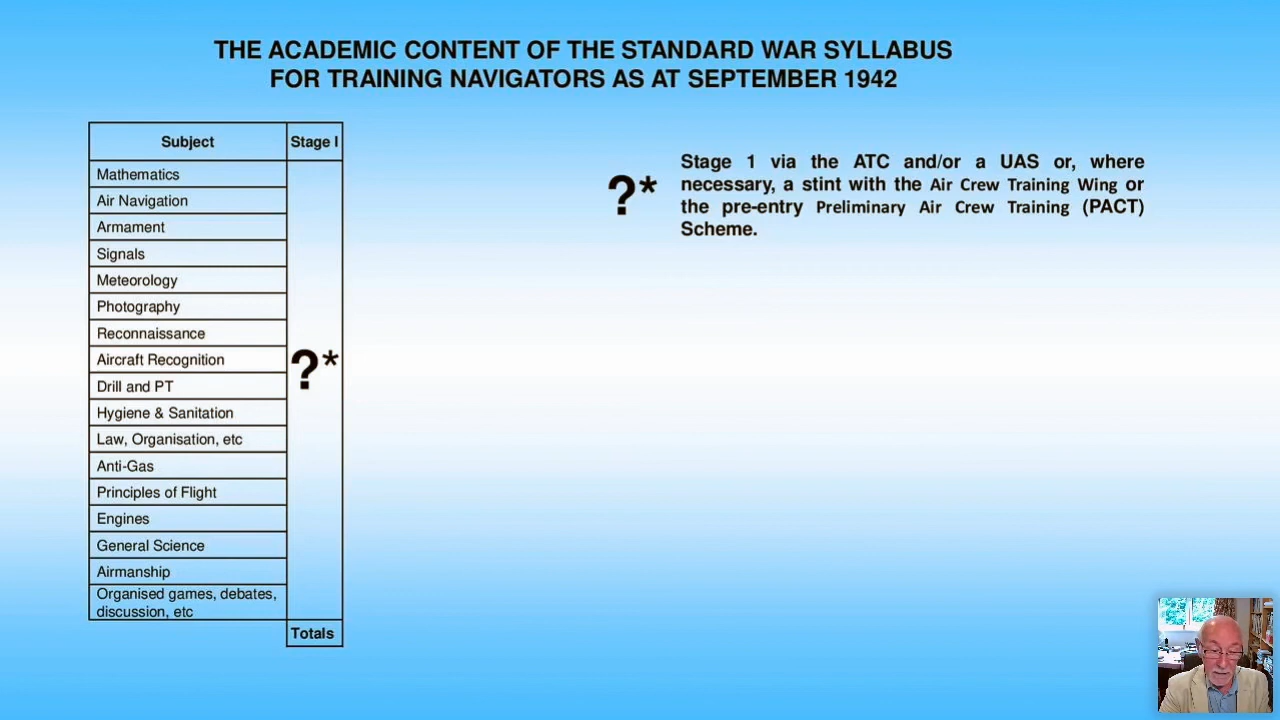 THE ACADEMIC CONTENT OF THE STANDARD WAR SYLLABUS
FOR TRAINING NAVIGATORS AS AT SEPTEMBER 1942
Subject Stage I
Mathematics
Air Navigation
Armament
Signals
Meteorology
Photography
Reconnaissance
Aircraft Recognition
Drill and PT
Hygiene & Sanitation
Law, Organisation, etc
Anti-Gas
Principles of Flight
Engines
General Science
Airmanship
Organised games, debates,
discussion, etc
?*
Totals
?*
Stage 1 via the ATC and/or a UAS or, where
necessary, a stint with the Air Crew Training Wing or
the pre-entry Preliminary Air Crew Training (PACT)
Scheme.